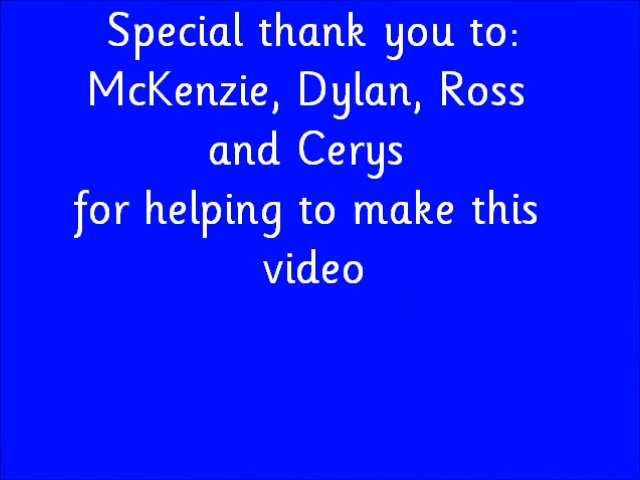 Special thank you to:
McKenzie, Dylan, Ross
and Cerys
for helping to make this
video